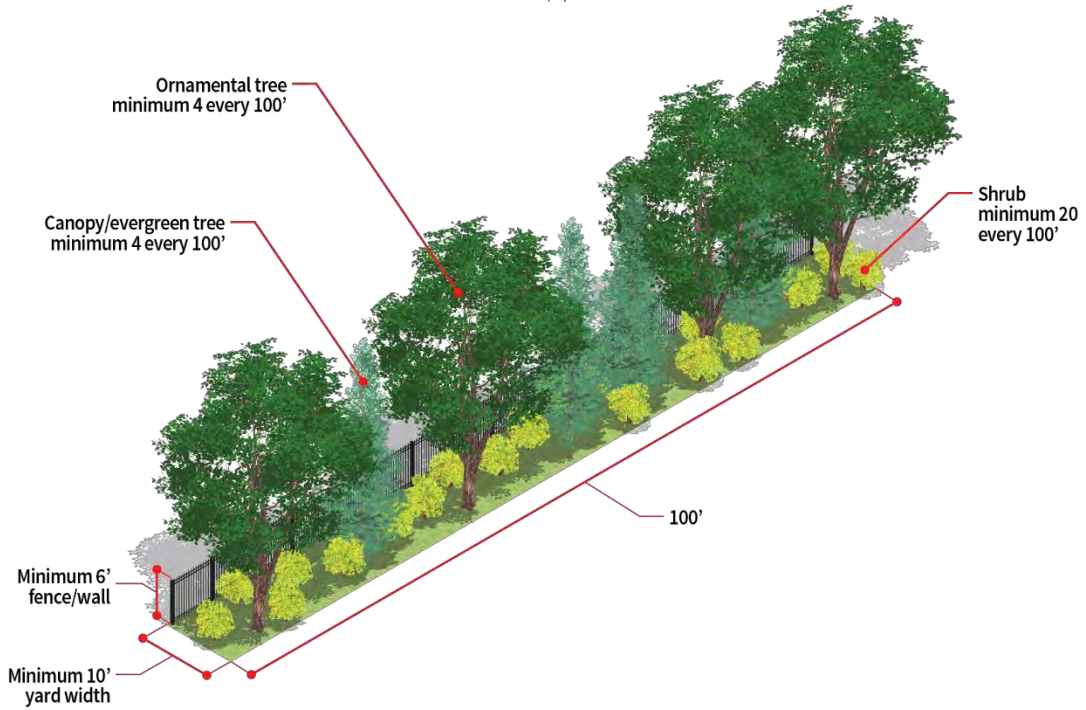 Ornamental tree
minimum 4 every 100’
Canopy/evergreen tree
minimum 4 every 100’
Shrub
minimum 20
every 100’
100’
Minimum 6’
fence/wall
Minimum 10’
yard width